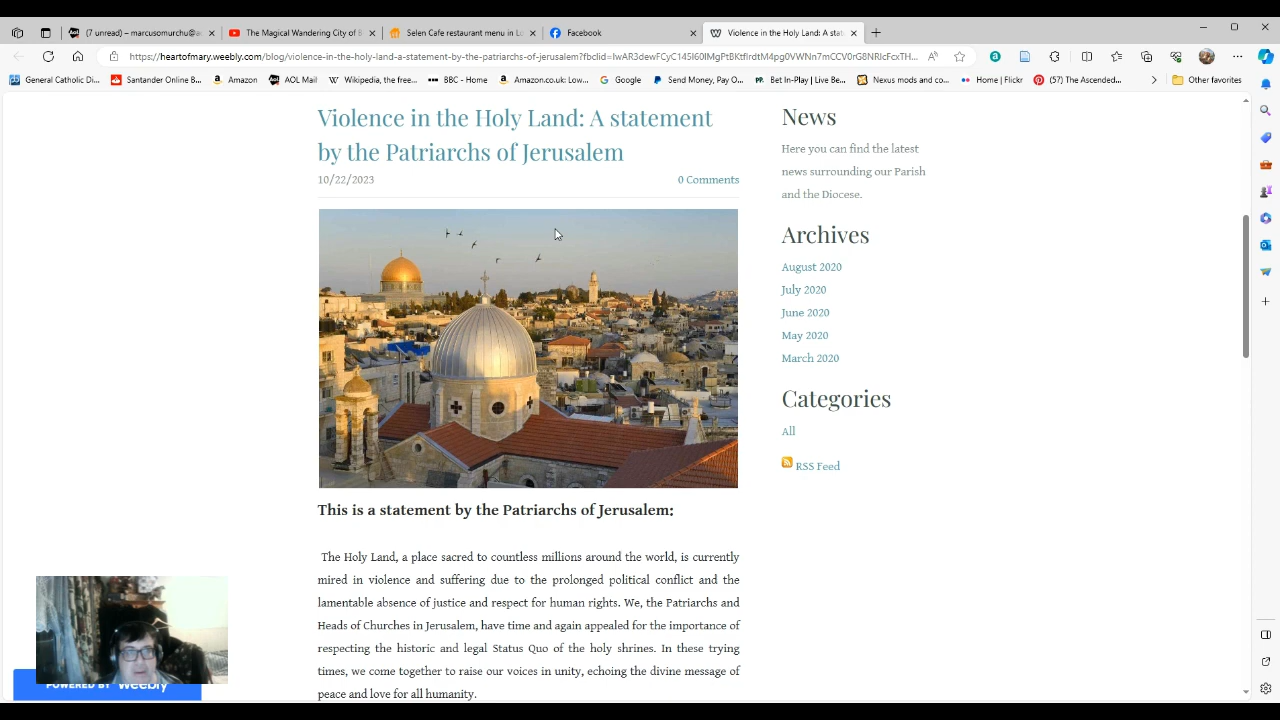 (7 unread) – marcusomurchu@a
The Magical Wandering City of B
Selen Cafe restaurant menu in Lo
Facebook
Violence in the Holy Land: A stat
https://heartofmary.weebly.com/blog/violence-in-the-holy-land-a-statement-by-the-patriarchs-of-jerusalem?fbclid=
General Catholic Di...
Santander Online B...
Amazon
AOL Mail
Wikipedia, the free...
BBC - Home
Amazon.co.uk: Low...
Google
Send Money, Pay O...
Bet In-Play | Live Be...
Nexus mods and co...
Home | Flickr
(57) The Ascended...
Other favorites
Violence in the Holy Land: A statement
by the Patriarchs of Jerusalem
10/22/2023
0 Comments
This is a statement by the Patriarchs of Jerusalem:
The Holy Land, a place sacred to countless millions around the world, is currently
mired in violence and suffering due to the prolonged political conflict and the
lamentable absence of justice and respect for human rights. We, the Patriarchs and
Heads of Churches in Jerusalem, have time and again appealed for the importance of
respecting the historic and legal Status Quo of the holy shrines. In these trying
times, we come together to raise our voices in unity, echoing the divine message of
peace and love for all humanity.
News
Here you can find the latest
news surrounding our Parish
and the Diocese.
Archives
August 2020
July 2020
June 2020
May 2020
March 2020
Categories
All
RSS Feed
POWERED BY weebly